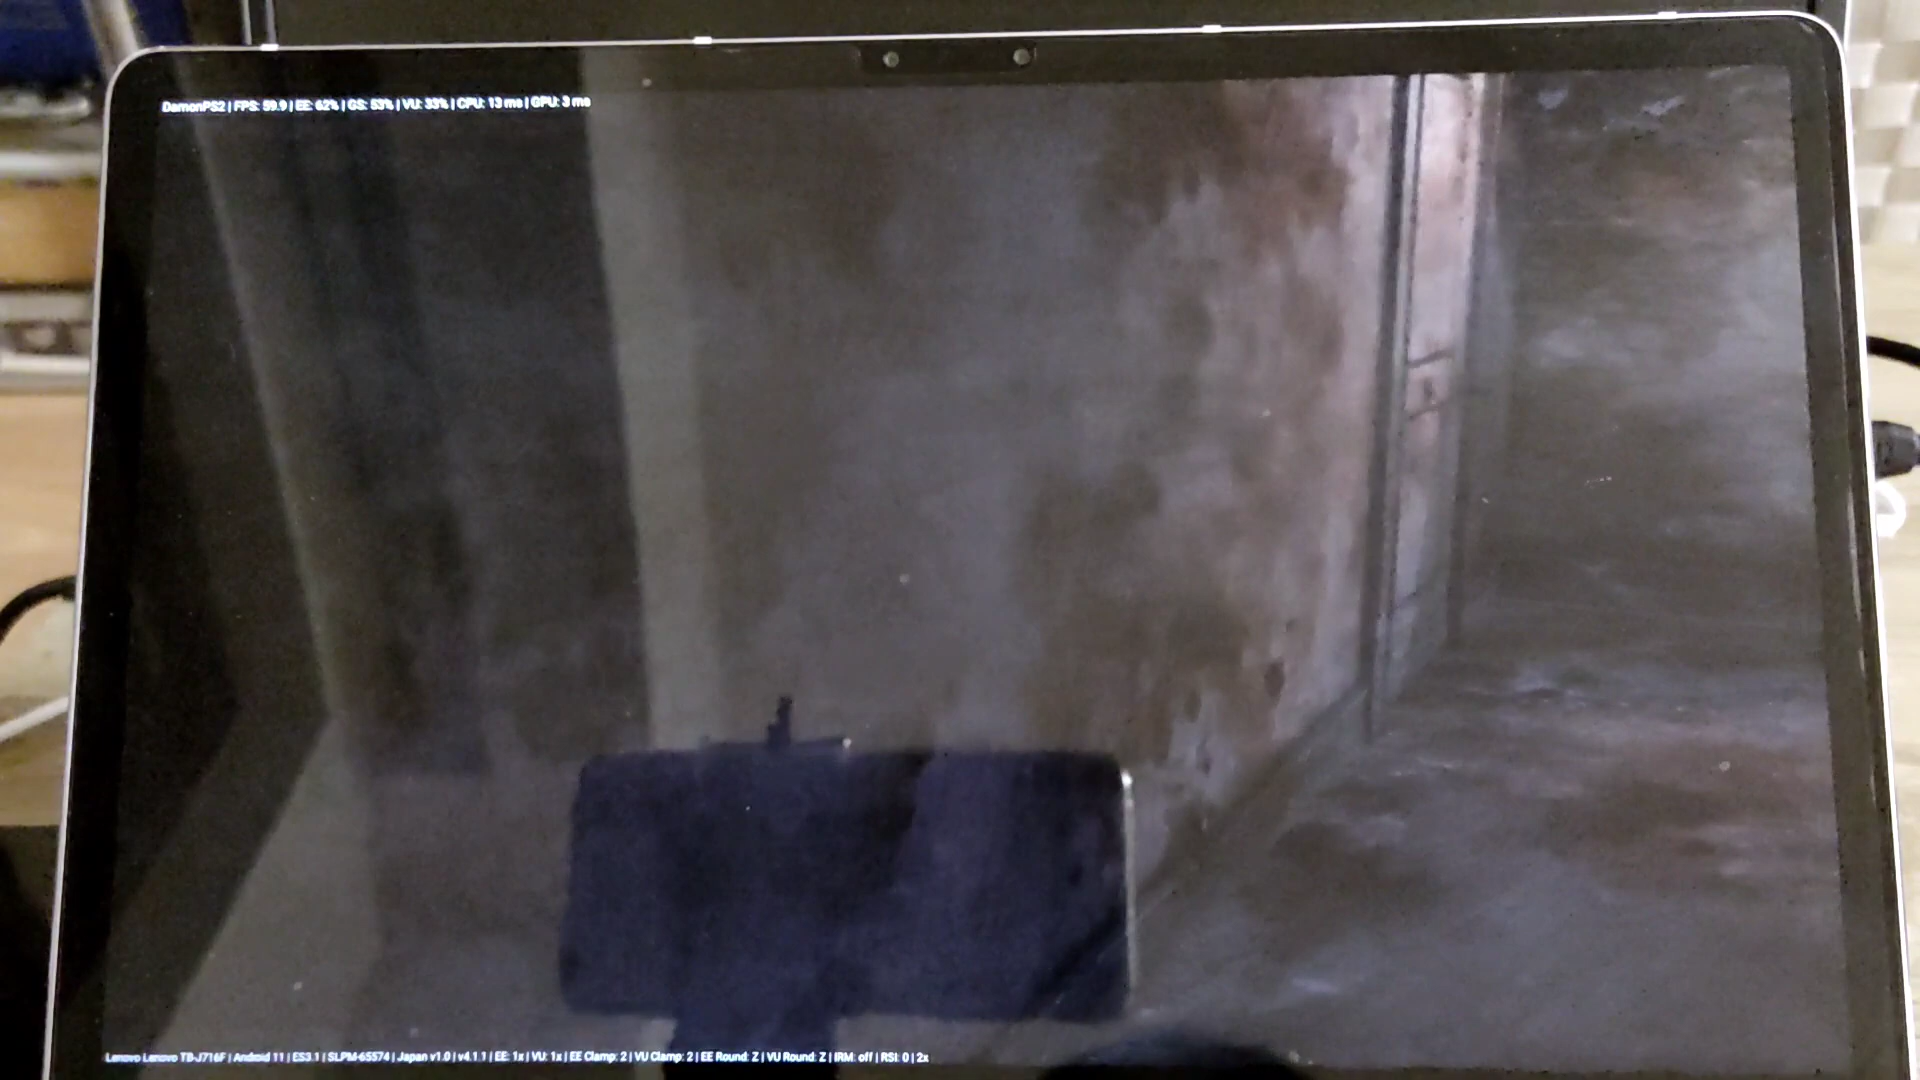 DamonPS2 | FPS: 59.9 | EE: 62% | GS: 53% | VU: 33% | CPU: 13 ms | GPU: 3 ms
Lenovo Lenovo TB-J716F | Android 11 | ES3.1 | SLPM-65574 | Japan v1.0 | v4.1.1 | EE: 1x | VU: 1x | EE Clamp: 2 | VU Clamp: 2 | EE Round: Z | VU Round: Z | IRM: off | RSI: 0 | 2x